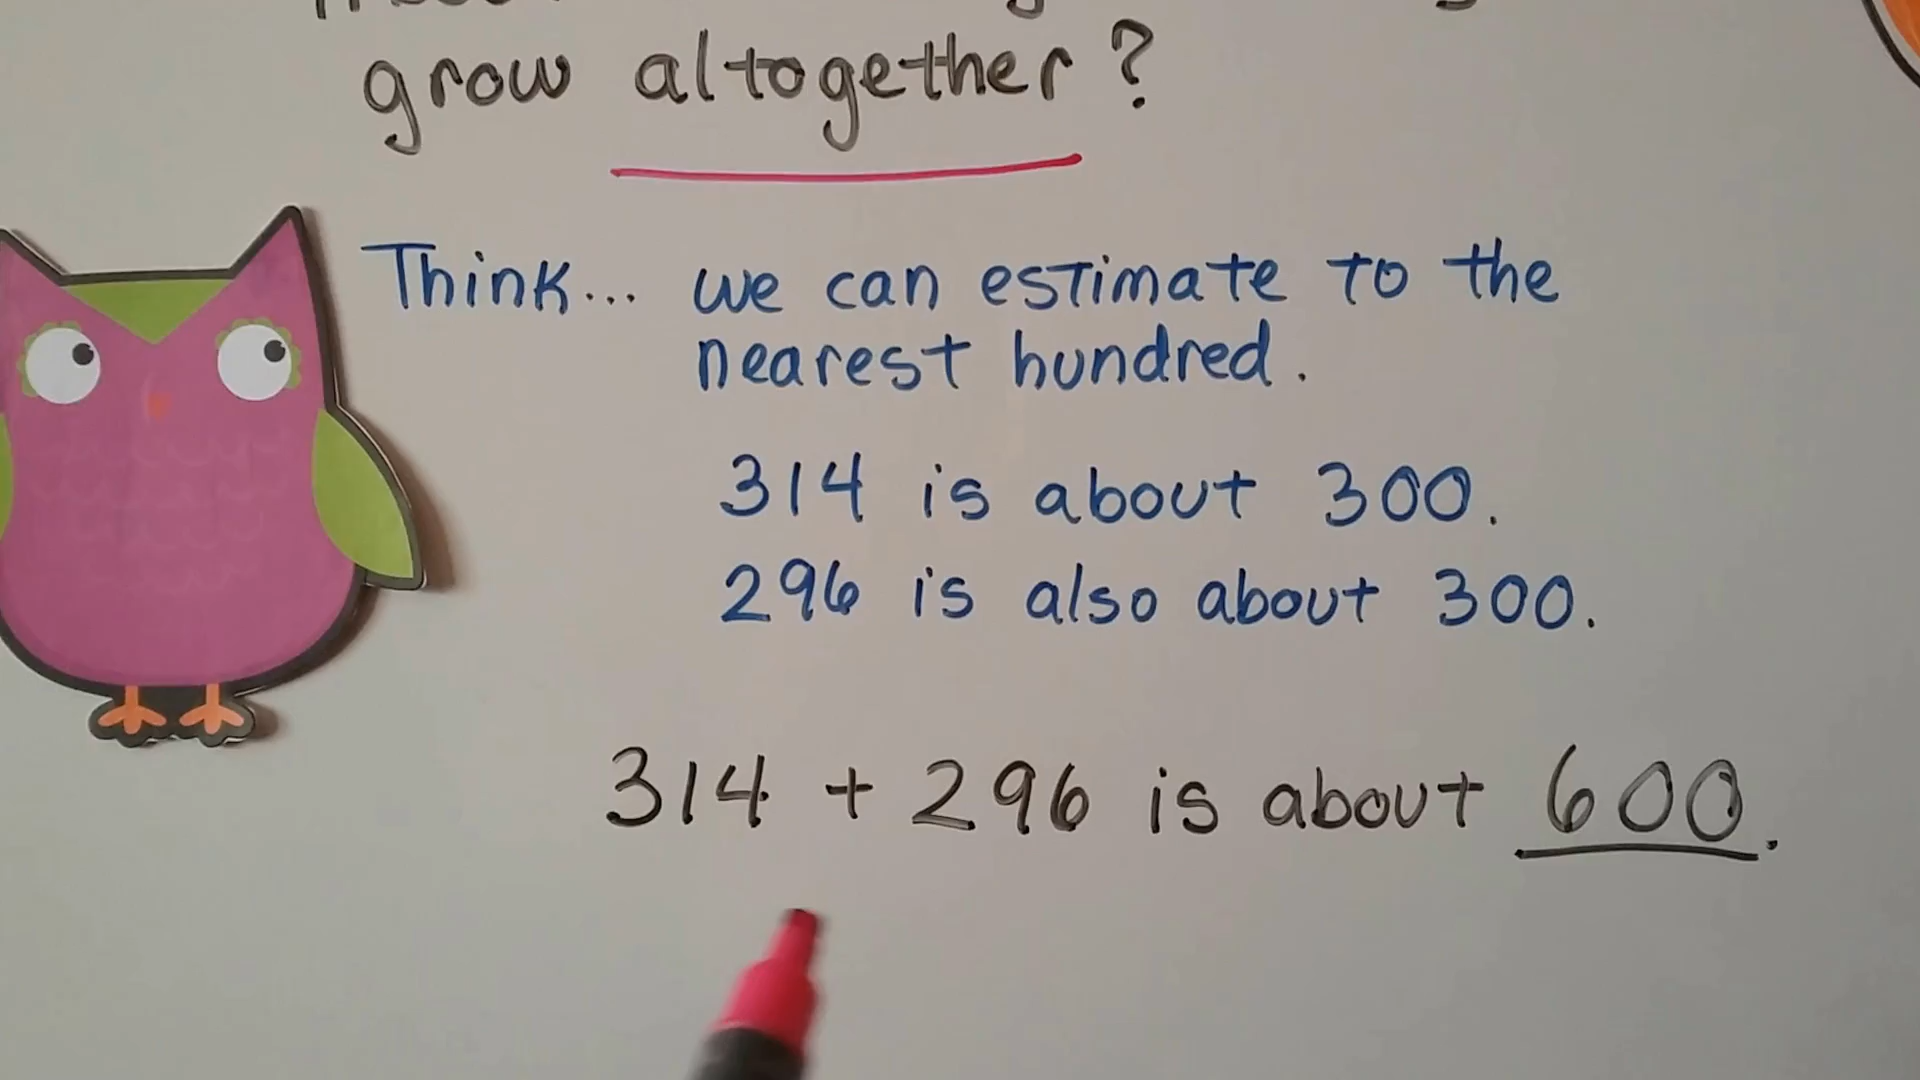 grow altogether?
Think... we can estimate to the
nearest hundred.
314 is about 300.
296 is also about 300.
314 + 296 is about 600.